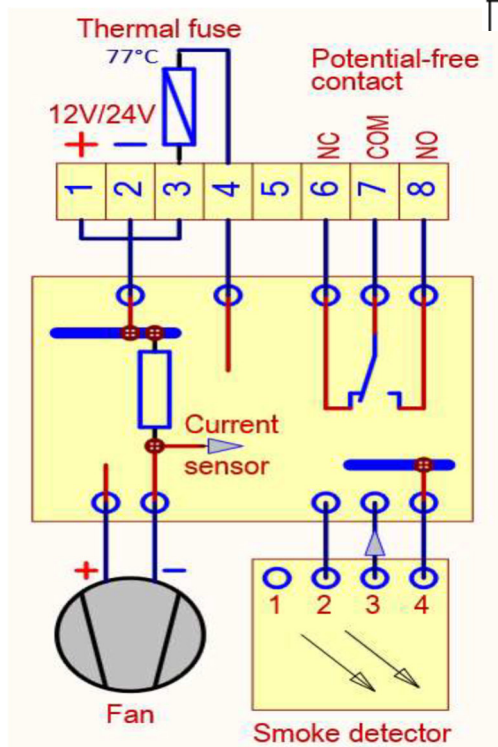 Thermal fuse
77°C
Potential-free
contact
12V/24V
+ −
NC COM NO
1 2 3 4 5 6 7 8
Current
sensor
+ −
1 2 3 4
Fan
Smoke detector